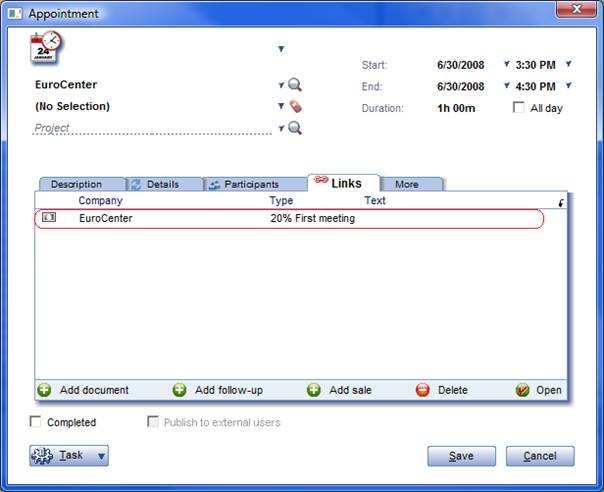 Appointment
24
JANUARY
Start: 6/30/2008 3:30 PM
EuroCenter
End: 6/30/2008 4:30 PM
(No Selection)
Duration: 1h 00m All day
Project
Description Details Participants Links More
Company Type Text
EuroCenter 20% First meeting
Add document Add follow-up Add sale Delete Open
Completed Publish to external users
Task Save Cancel